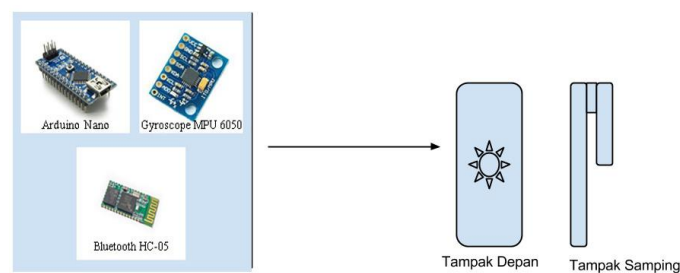 Arduino Nano
Gyroscope MPU 6050
Bluetooth HC-05
Tampak Depan
Tampak Samping